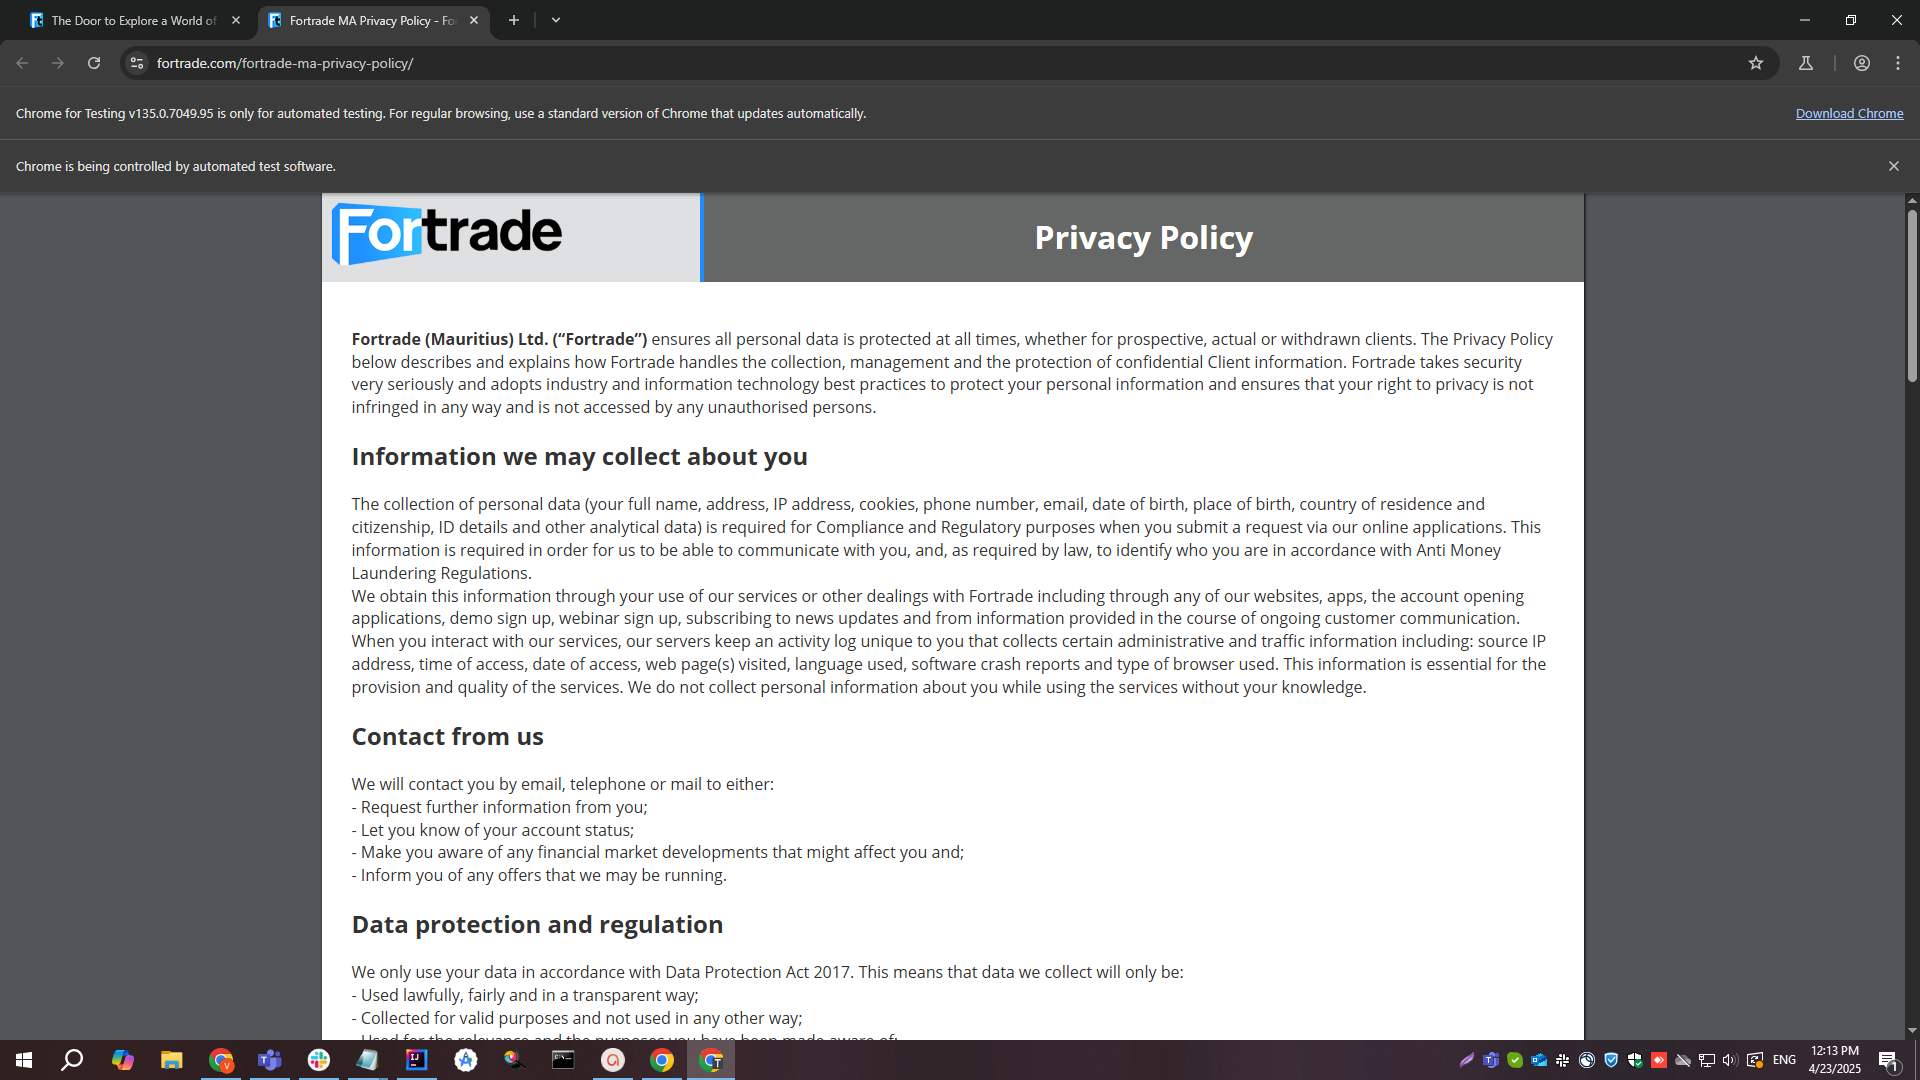 The Door to Explore a World of
Fortrade MA Privacy Policy - Fo
fortrade.com/fortrade-ma-privacy-policy/
Chrome for Testing v135.0.7049.95 is only for automated testing. For regular browsing, use a standard version of Chrome that updates automatically.
Download Chrome
Chrome is being controlled by automated test software.
Fortrade
Privacy Policy
Fortrade (Mauritius) Ltd. (“Fortrade”) ensures all personal data is protected at all times, whether for prospective, actual or withdrawn clients. The Privacy Policy
below describes and explains how Fortrade handles the collection, management and the protection of confidential Client information. Fortrade takes security
very seriously and adopts industry and information technology best practices to protect your personal information and ensures that your right to privacy is not
infringed in any way and is not accessed by any unauthorised persons.
Information we may collect about you
The collection of personal data (your full name, address, IP address, cookies, phone number, email, date of birth, place of birth, country of residence and
citizenship, ID details and other analytical data) is required for Compliance and Regulatory purposes when you submit a request via our online applications. This
information is required in order for us to be able to communicate with you, and, as required by law, to identify who you are in accordance with Anti Money
Laundering Regulations.
We obtain this information through your use of our services or other dealings with Fortrade including through any of our websites, apps, the account opening
applications, demo sign up, webinar sign up, subscribing to news updates and from information provided in the course of ongoing customer communication.
When you interact with our services, our servers keep an activity log unique to you that collects certain administrative and traffic information including: source IP
address, time of access, date of access, web page(s) visited, language used, software crash reports and type of browser used. This information is essential for the
provision and quality of the services. We do not collect personal information about you while using the services without your knowledge.
Contact from us
We will contact you by email, telephone or mail to either:
- Request further information from you;
- Let you know of your account status;
- Make you aware of any financial market developments that might affect you and;
- Inform you of any offers that we may be running.
Data protection and regulation
We only use your data in accordance with Data Protection Act 2017. This means that data we collect will only be:
- Used lawfully, fairly and in a transparent way;
- Collected for valid purposes and not used in any other way;
- Used for the relevance and the purposes you have been made aware of;
ENG
12:13 PM
4/23/2025
1